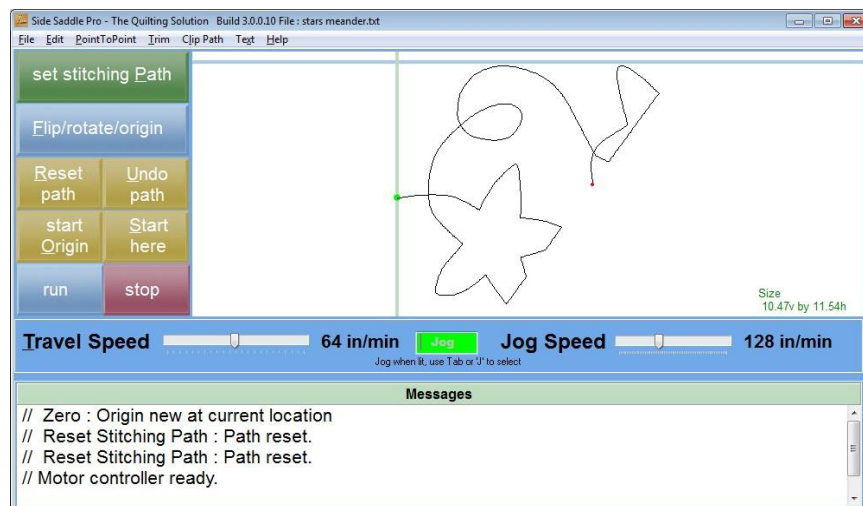 Side Saddle Pro - The Quilting Solution Build 3.0.0.10 File : stars meander.txt
File Edit PointToPoint Trim Clip Path Text Help
set stitching Path
Flip/rotate/origin
Reset path
Undo path
start Origin
Start here
run
stop
Size
10.47v by 11.54h
Travel Speed
64 in/min
Jog
Jog Speed
128 in/min
Jog when lit, use Tab or 'J' to select
Messages
// Zero : Origin new at current location
// Reset Stitching Path : Path reset.
// Reset Stitching Path : Path reset.
// Motor controller ready.